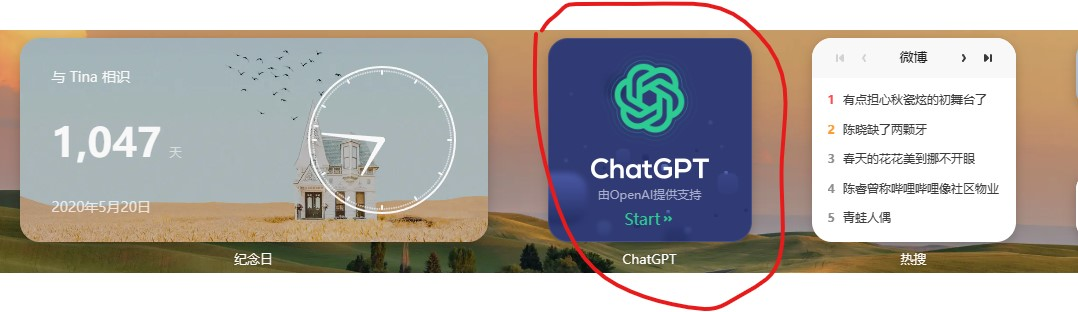 与 Tina 相识
1,047 天
2020年5月20日
纪念日
ChatGPT
由OpenAI提供支持
Start »
ChatGPT
微博
1 有点担心秋瓷炫的初舞台了
2 陈晓缺了两颗牙
3 春天的花花美到挪不开眼
4 陈睿曾称哔哩哔哩像社区物业
5 青蛙人偶
热搜